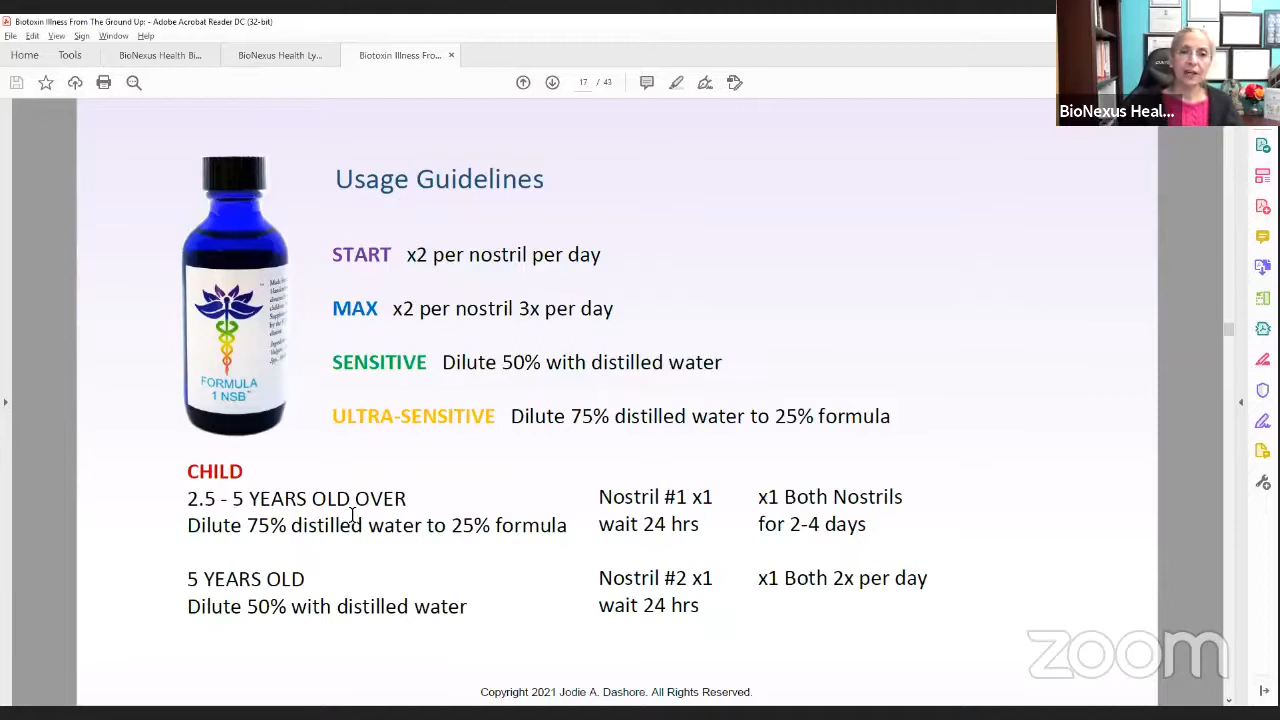 Biotoxin Illness From The Ground Up: - Adobe Acrobat Reader DC (32-bit)
File Edit View Sign Window Help
Home Tools BioNexus Health Bi... BioNexus Health Ly... Biotoxin Illness Fro... ×
17 / 43
BioNexus Heal...
Usage Guidelines
START x2 per nostril per day
MAX x2 per nostril 3x per day
SENSITIVE Dilute 50% with distilled water
ULTRA-SENSITIVE Dilute 75% distilled water to 25% formula
FORMULA
1 NSB
CHILD
2.5 - 5 YEARS OLD OVER
Dilute 75% distilled water to 25% formula
Nostril #1 x1
wait 24 hrs
x1 Both Nostrils
for 2-4 days
5 YEARS OLD
Dilute 50% with distilled water
Nostril #2 x1
wait 24 hrs
x1 Both 2x per day
zoom
Copyright 2021 Jodie A. Dashore. All Rights Reserved.